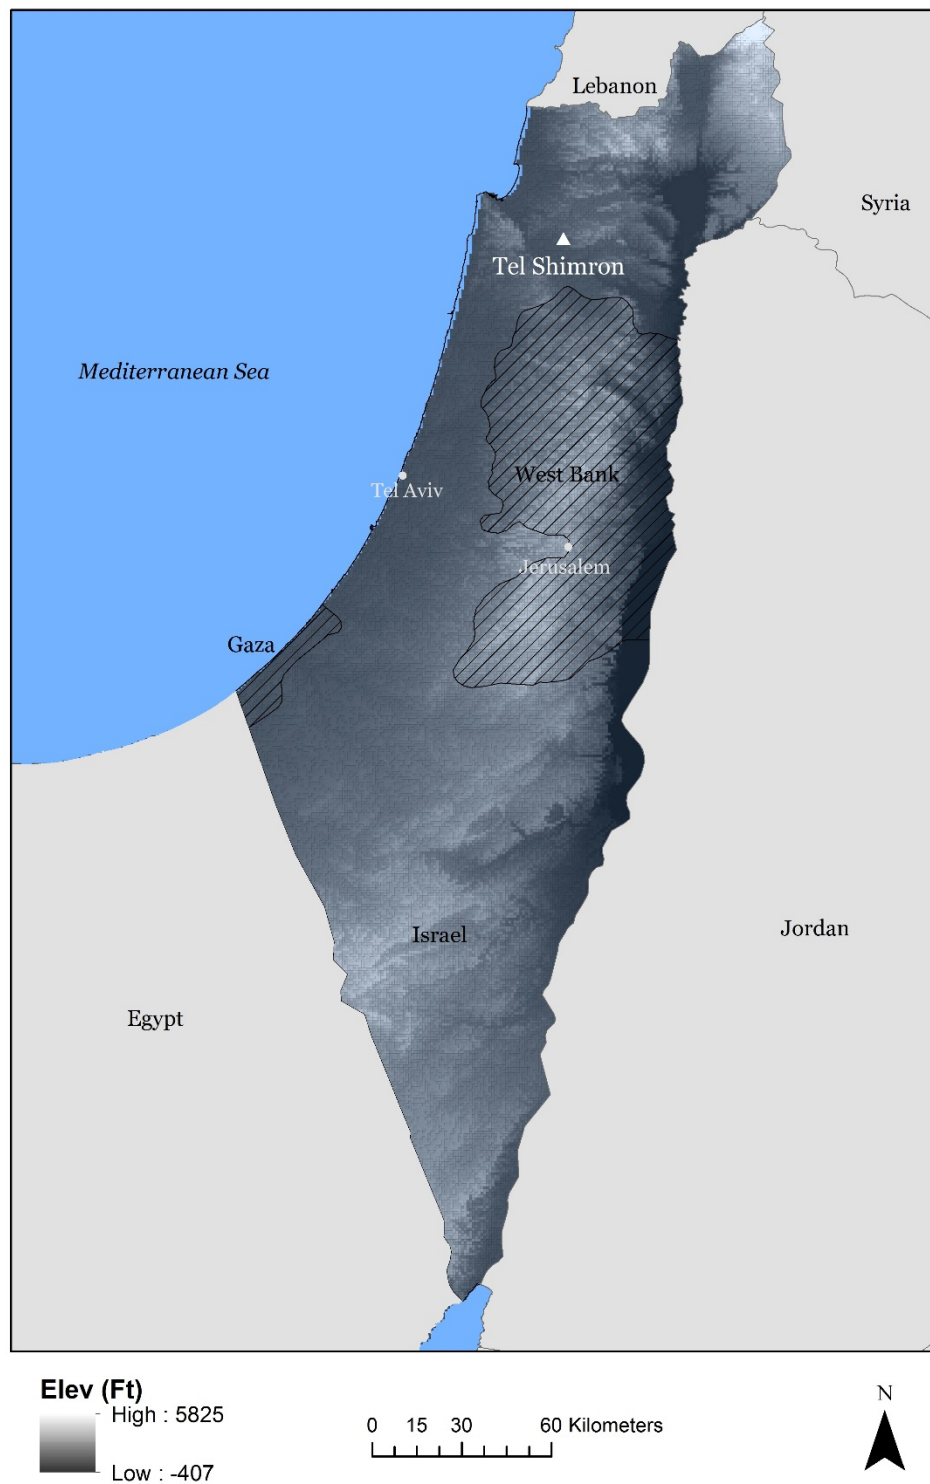 Lebanon
Syria
Tel Shimron
Mediterranean Sea
West Bank
Tel Aviv
Jerusalem
Gaza
Jordan
Israel
Egypt
Elev (Ft)
High : 5825
Low : -407
0 15 30 60 Kilometers
N